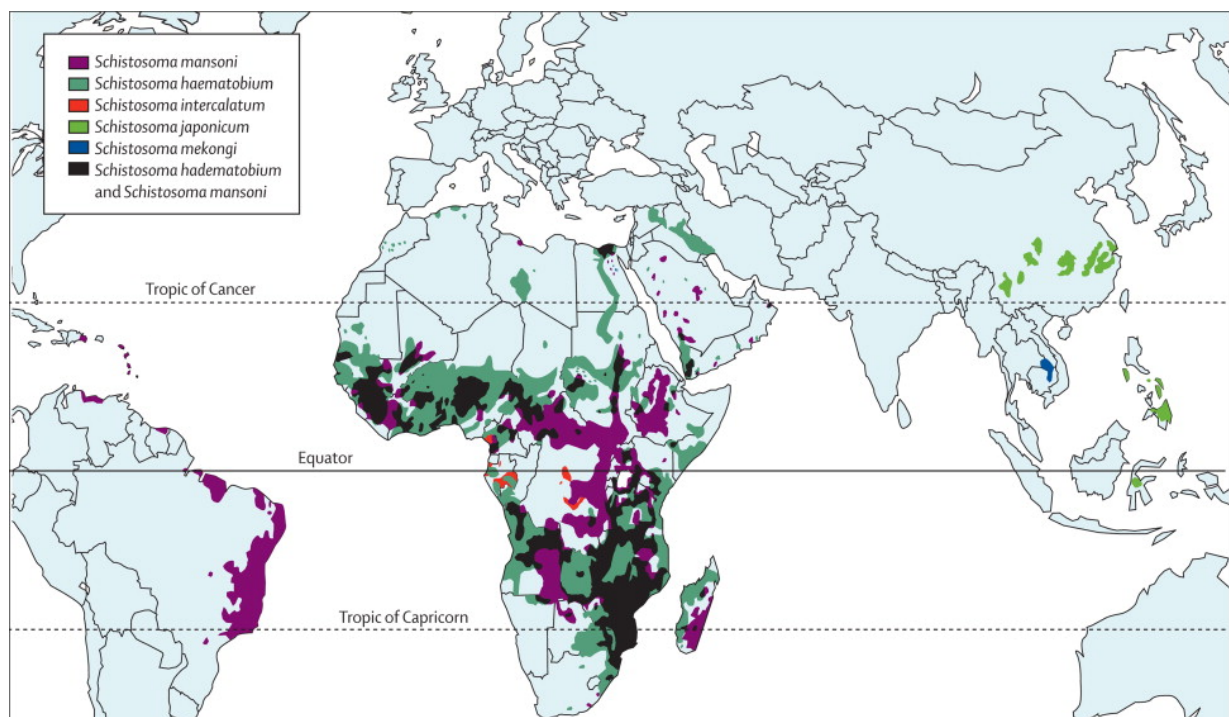 Schistosoma mansoni
Schistosoma haematobium
Schistosoma intercalatum
Schistosoma japonicum
Schistosoma mekongi
Schistosoma hadematobium
and Schistosoma mansoni
Tropic of Cancer
Equator
Tropic of Capricorn